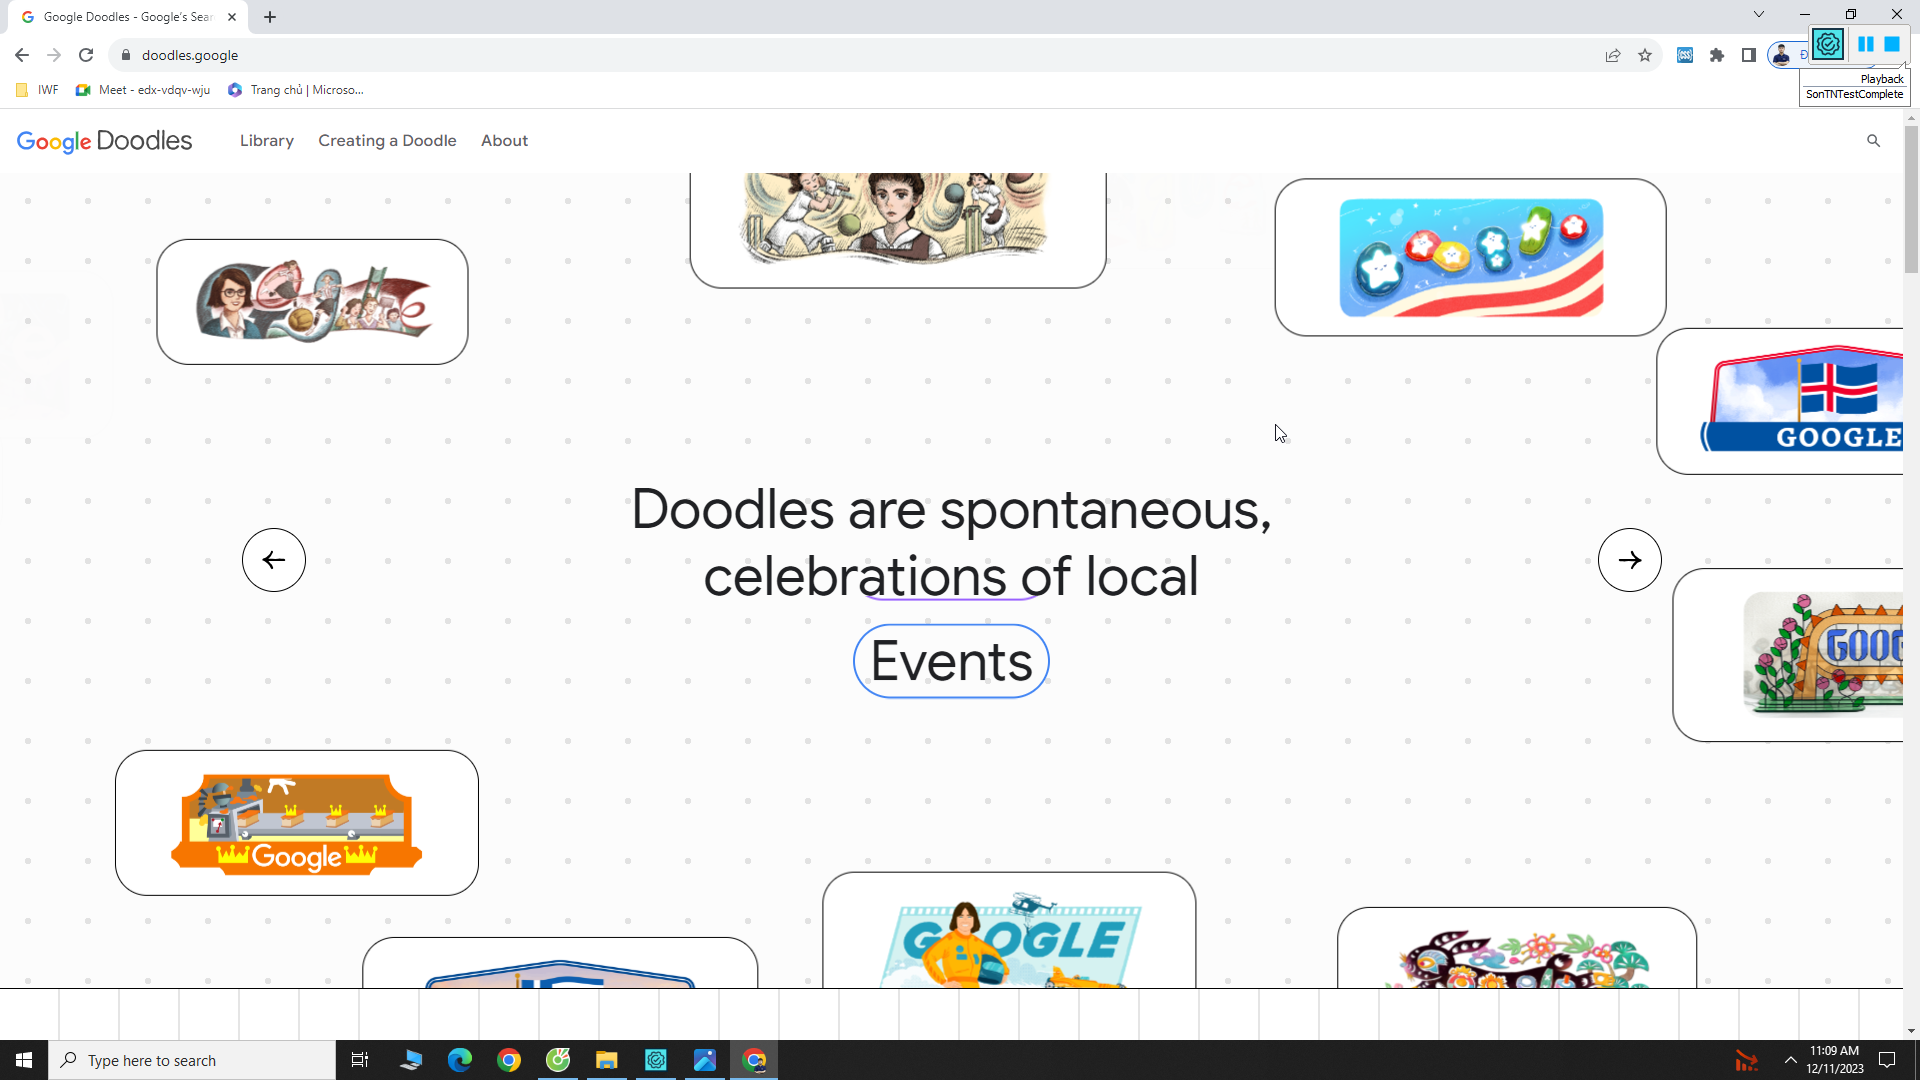 Google Doodles - Google's Sear
doodles.google
IWF
Meet - edx-vdqv-wju
Trang chủ | Microso...
Playback
SonTNTestComplete
Google Doodles
Library
Creating a Doodle
About
GOOGLE
Doodles are spontaneous,
celebrations of local
Events
GOOG
Google
GOOGLE
Type here to search
11:09 AM
12/11/2023